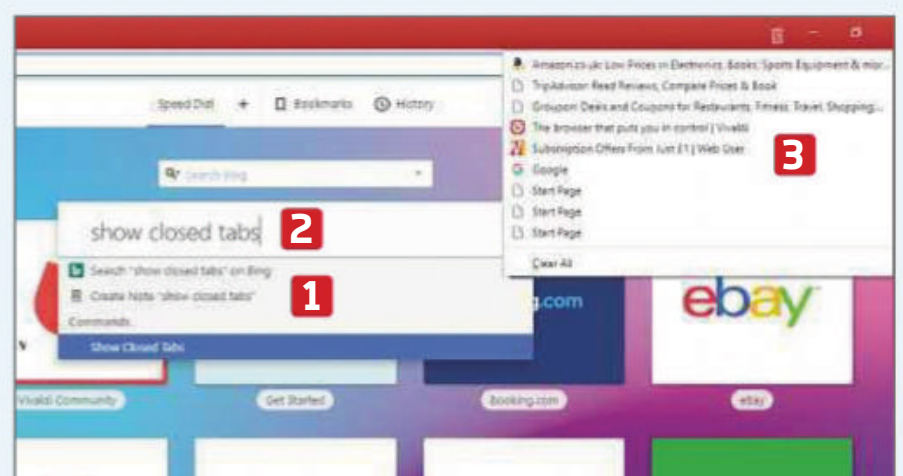 Amazon.co.uk: Low Prices in Electronics, Books, Sports Equipment & mor...
TripAdvisor: Read Reviews, Compare Prices & Book
Groupon: Deals and Coupons for Restaurants, Fitness, Travel, Shopping,...
The browser that puts you in control | Vivaldi
Subscription Offers From Just £1 | Web User
Google
Start Page
Start Page
Start Page
Clear All
3
Speed Dial + Bookmarks History
Search Bing
show closed tabs
2
Search "show closed tabs" on Bing
Create Note "show closed tabs"
1
Commands
Show Closed Tabs
.com
ebay
Vivaldi Community
Get Started
Booking.com
eBay